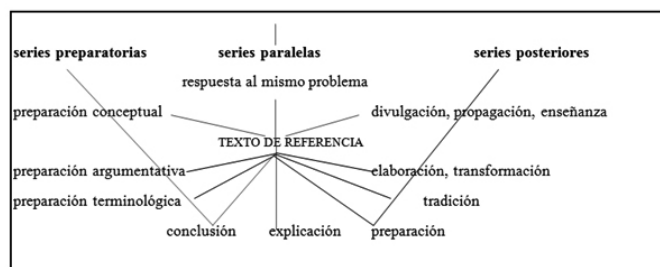 series preparatorias series paralelas series posteriores
respuesta al mismo problema
preparación conceptual divulgación, propagación, enseñanza
TEXTO DE REFERENCIA
preparación argumentativa elaboración, transformación
preparación terminológica tradición
conclusión explicación preparación